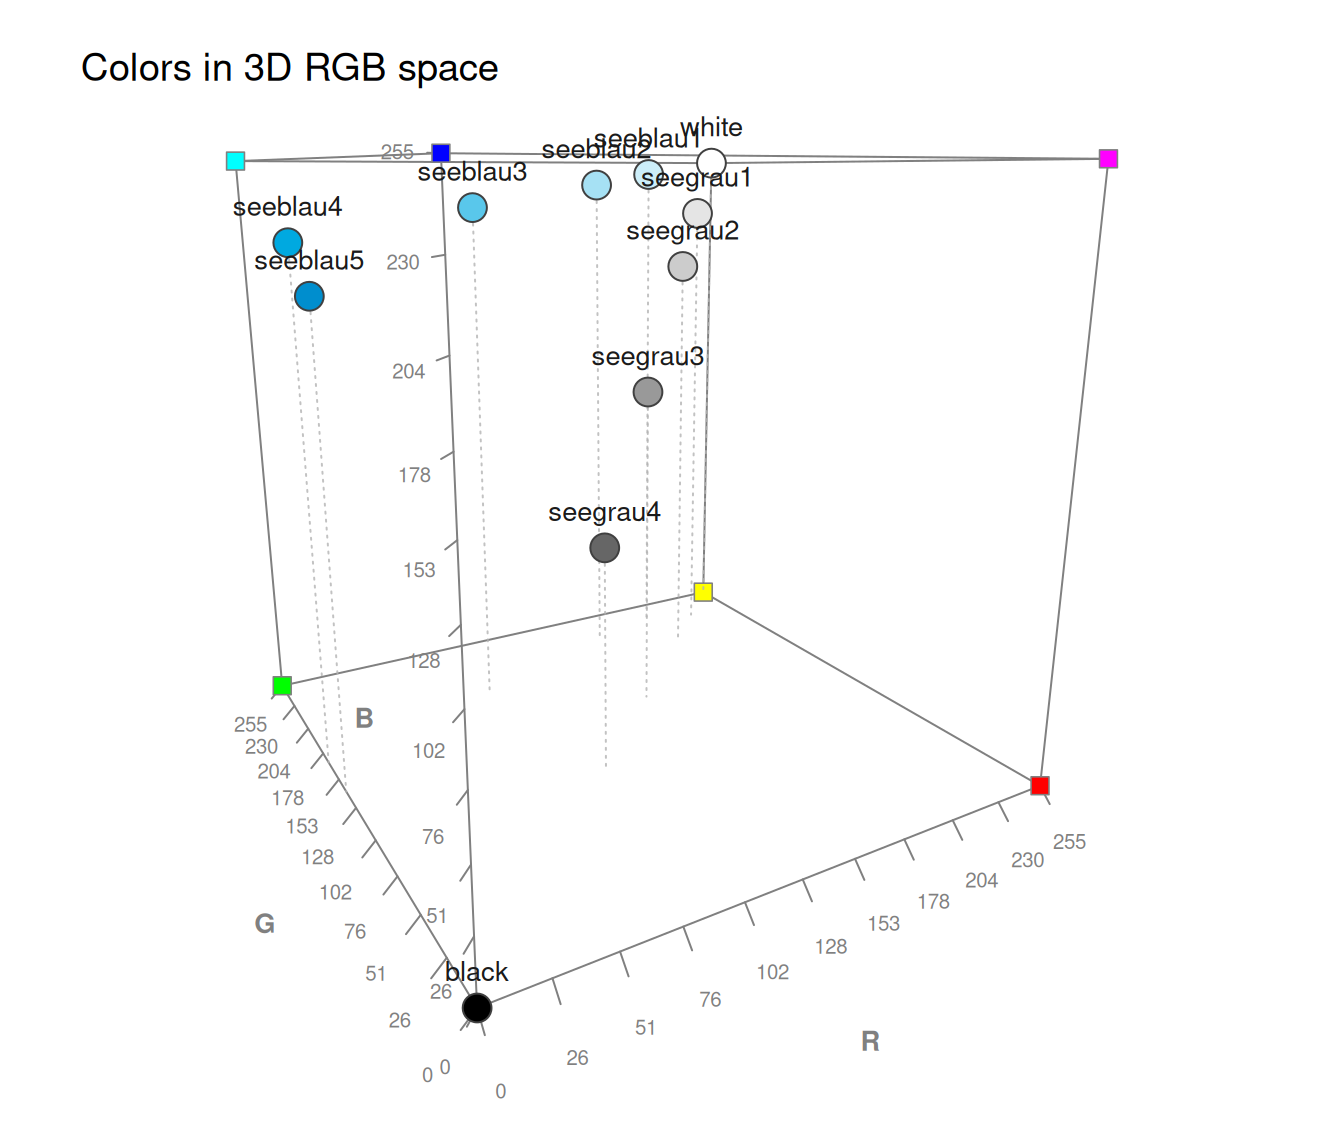 Colors in 3D RGB space
white
seeblau1
seeblau2
255
seeblau3
seegrau1
seeblau4
seegrau2
seeblau5
230
seegrau3
204
178
seegrau4
153
128
B
255
230
102
204
178
153
76
255
128
230
204
102
51
178
G
76
153
128
black
51
102
26
76
26
51
R
26
0
0
0